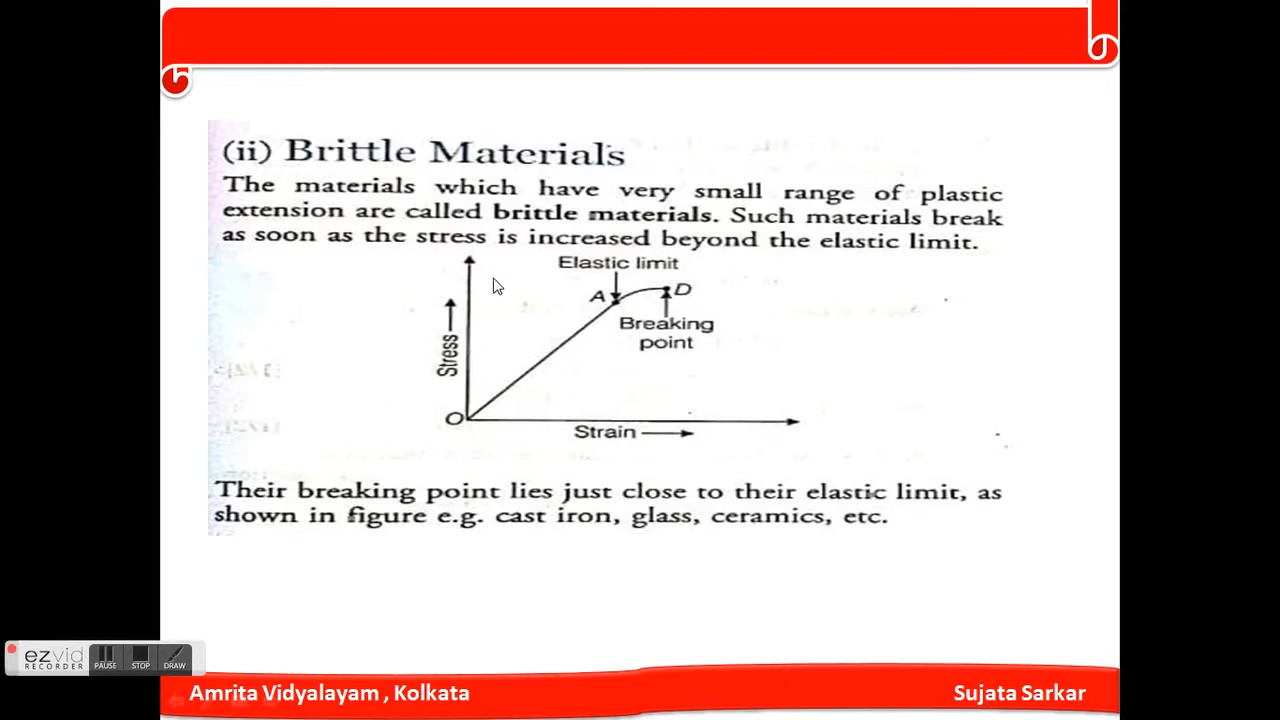 (ii) Brittle Materials
The materials which have very small range of plastic
extension are called brittle materials. Such materials break
as soon as the stress is increased beyond the elastic limit.
Elastic limit
A
D
Breaking
point
Stress
O
Strain
Their breaking point lies just close to their elastic limit, as
shown in figure e.g. cast iron, glass, ceramics, etc.
ezvid
RECORDER
PAUSE
STOP
DRAW
Amrita Vidyalayam , Kolkata
Sujata Sarkar